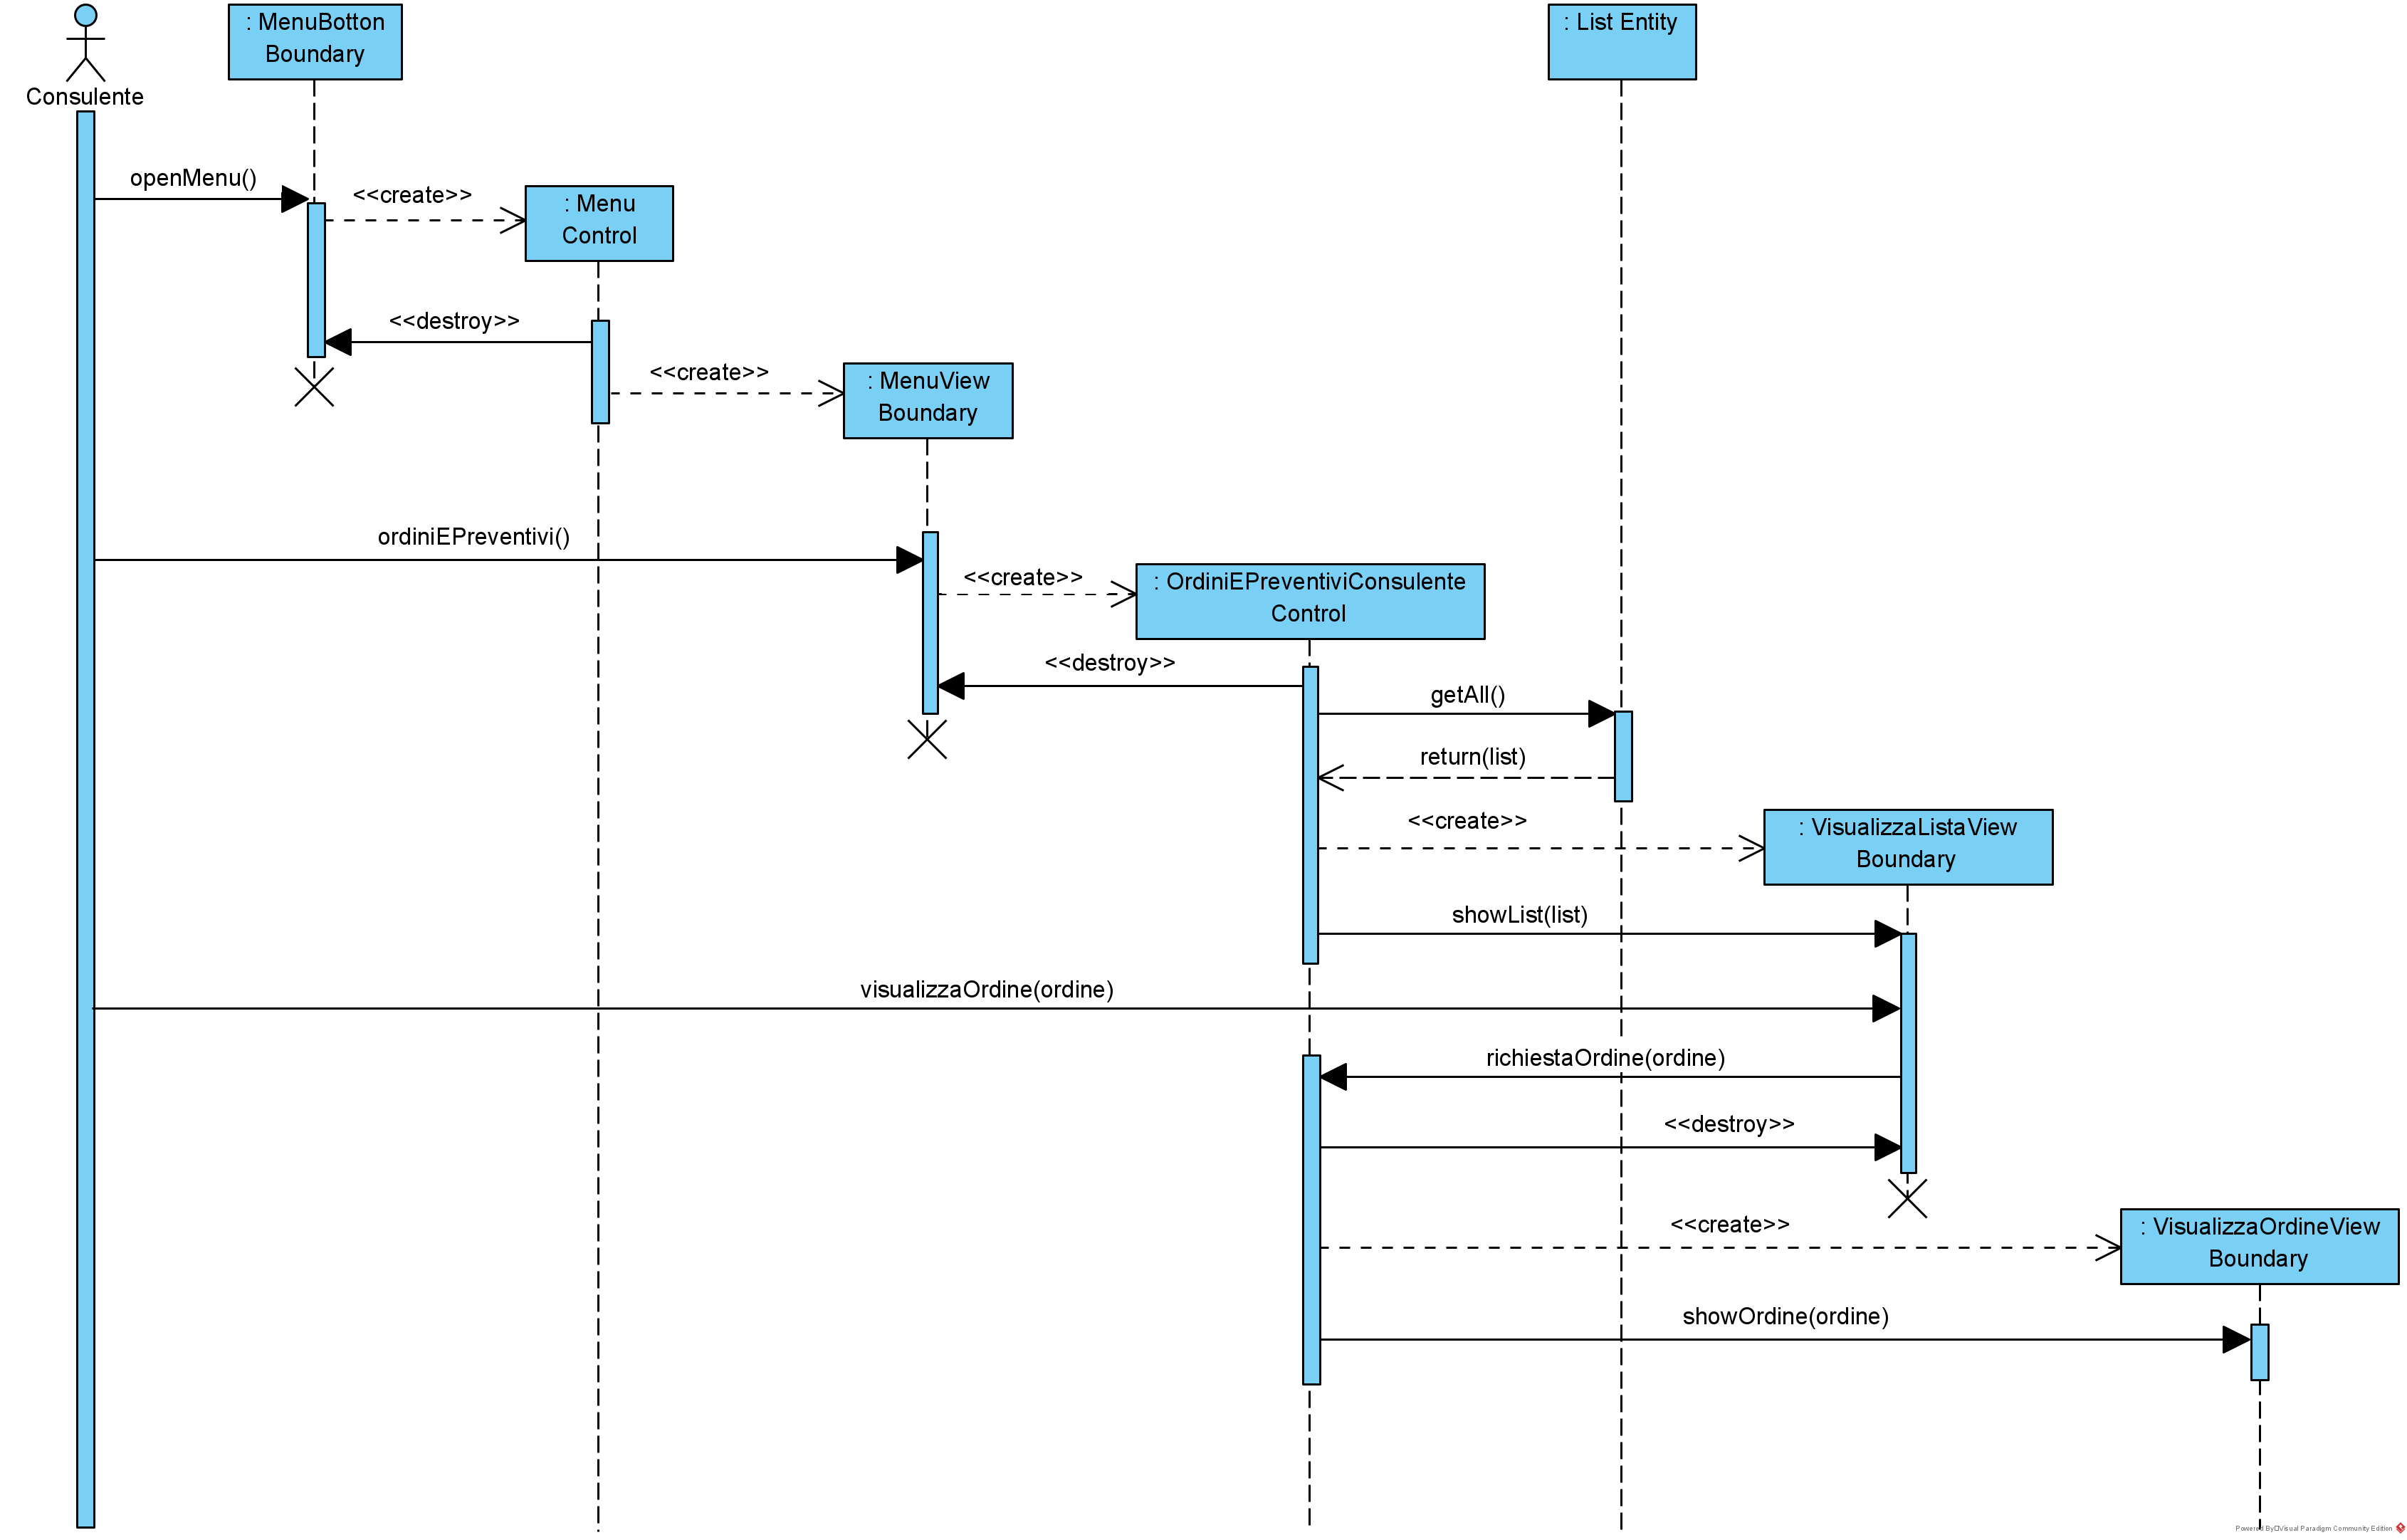 : MenuBotton
Boundary
: List Entity
Consulente
openMenu()
<<create>>
: Menu
Control
<<destroy>>
<<create>>
: MenuView
Boundary
ordiniEPreventivi()
<<create>>
: OrdiniEPreventiviConsulente
Control
<<destroy>>
getAll()
return(list)
<<create>>
: VisualizzaListaView
Boundary
showList(list)
visualizzaOrdine(ordine)
richiestaOrdine(ordine)
<<destroy>>
<<create>>
: VisualizzaOrdineView
Boundary
showOrdine(ordine)
Powered By Visual Paradigm Community Edition